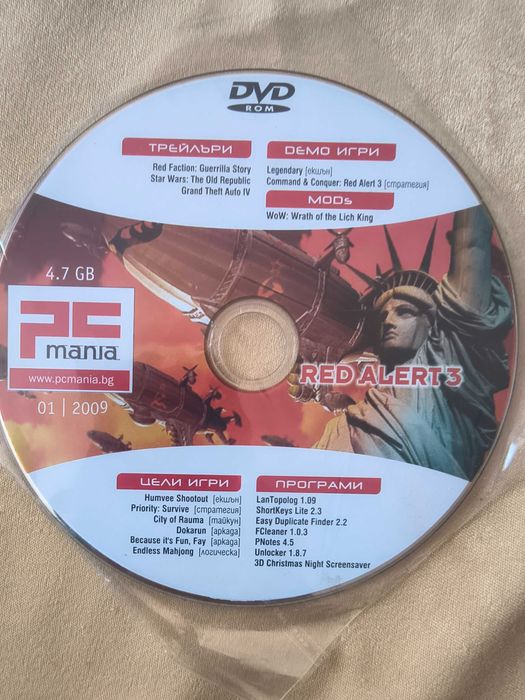 DVD
ROM
ТРЕЙЛЪРИ
Red Faction: Guerrilla Story
Star Wars: The Old Republic
Grand Theft Auto IV
DЕМО ИГРИ
Legendary [екшън]
Command & Conquer: Red Alert 3 [стратегия]
MODs
WoW: Wrath of the Lich King
4.7 GB
PC
mania
www.pcmania.bg
01 | 2009
RED ALERT 3
ЦЕЛИ ИГРИ
Humvee Shootout [екшън]
Priority: Survive [стратегия]
City of Rauma [тайкун]
Dokarun [аркада]
Because it's Fun, Fay [аркада]
Endless Mahjong [логическа]
ПРОГРАМИ
LanTopolog 1.09
ShortKeys Lite 2.3
Easy Duplicate Finder 2.2
FCleaner 1.0.3
PNotes 4.5
Unlocker 1.8.7
3D Christmas Night Screensaver